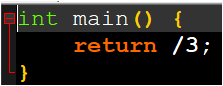 int main() {
return /3;
}